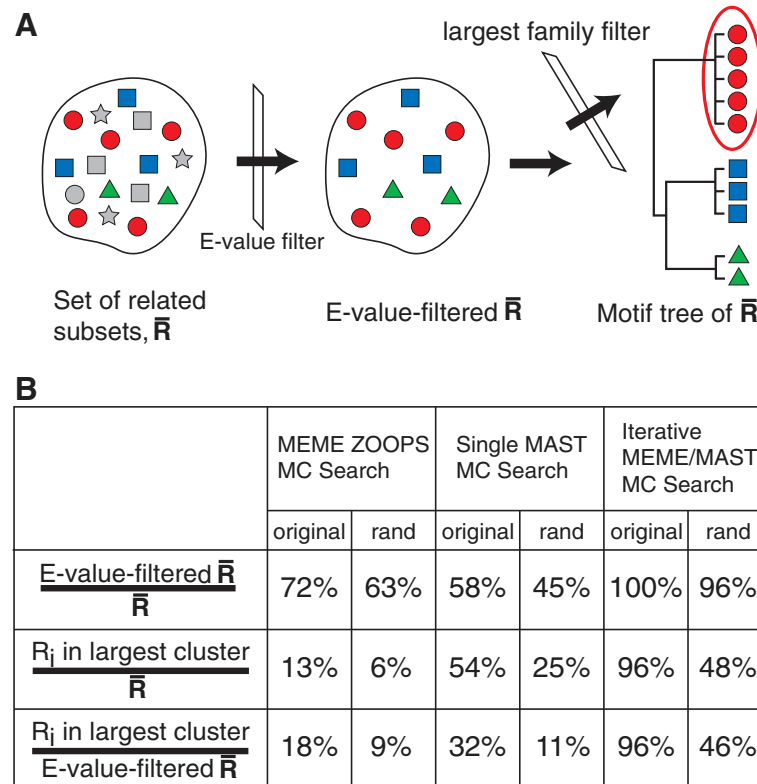 A
largest family filter
E-value filter
Set of related
subsets, R̄
E-value-filtered R̄
Motif tree of R̄
B
MEME ZOOPS
MC Search
Single MAST
MC Search
Iterative
MEME/MAST
MC Search
original rand original rand original rand
E-value-filtered R̄
R̄
72% 63% 58% 45% 100% 96%
Ri in largest cluster
R̄
13% 6% 54% 25% 96% 48%
Ri in largest cluster
E-value-filtered R̄
18% 9% 32% 11% 96% 46%